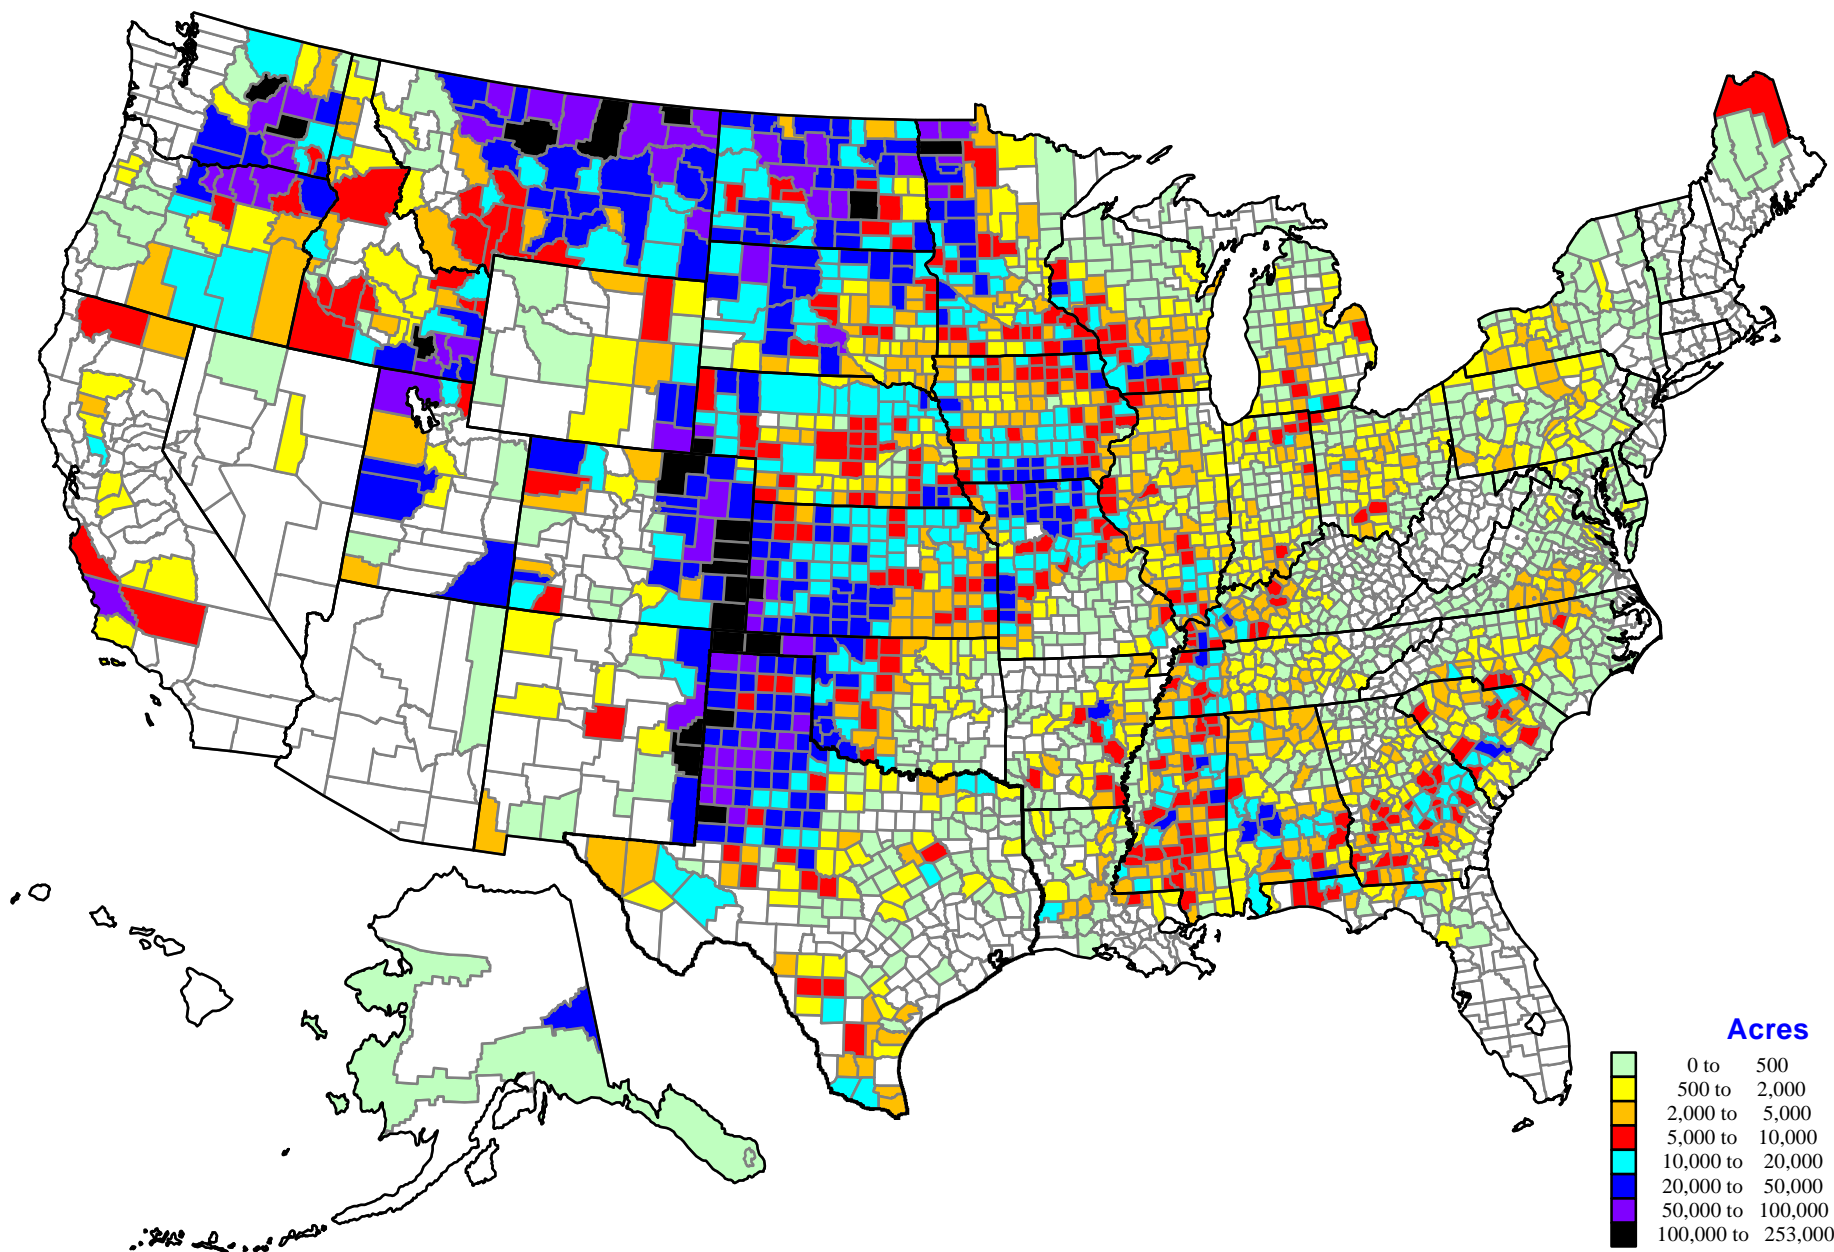 Acres
0 to 500
500 to 2,000
2,000 to 5,000
5,000 to 10,000
10,000 to 20,000
20,000 to 50,000
50,000 to 100,000
100,000 to 253,000